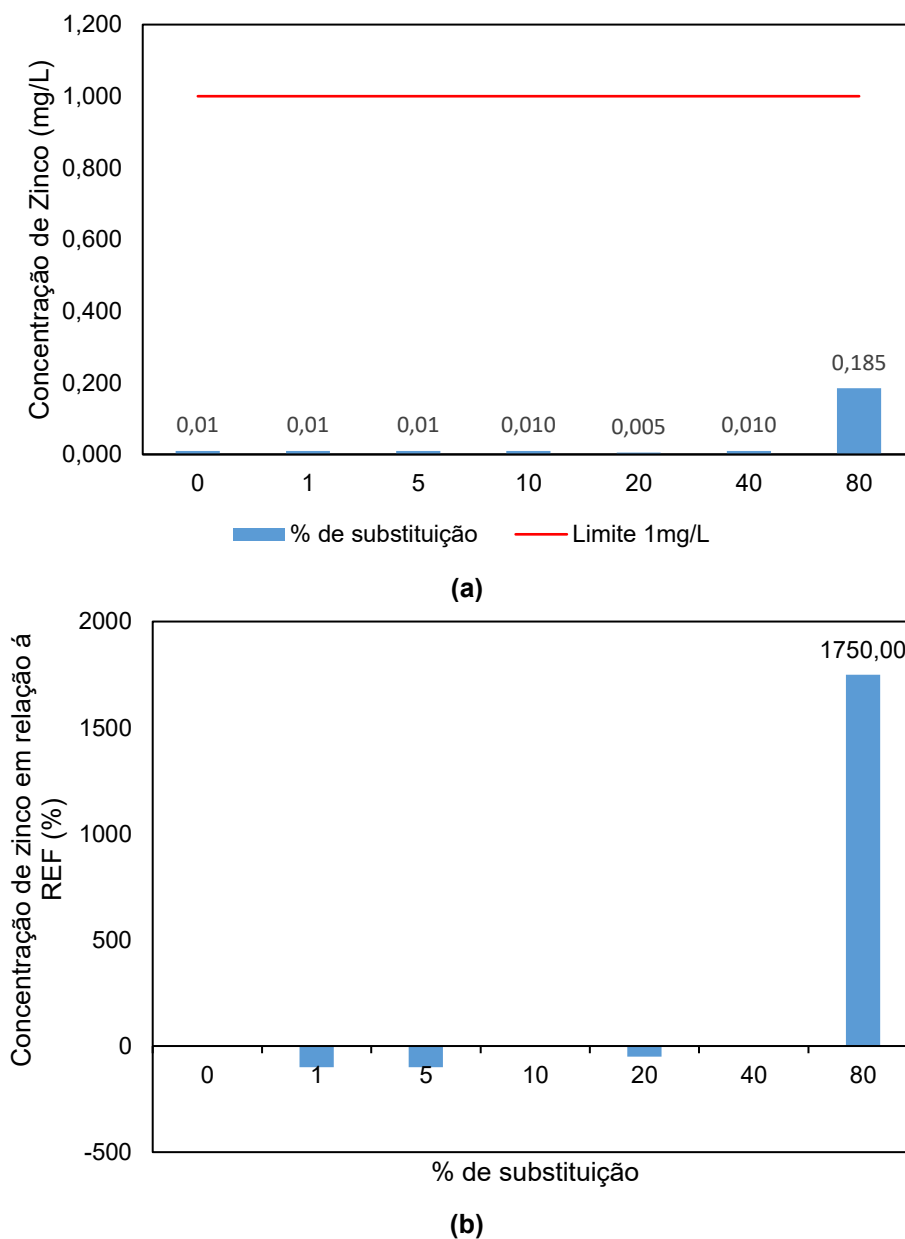 Concentração de Zinco (mg/L)
1,200
1,000
0,800
0,600
0,400
0,200
0,000
0,01 0,01 0,01 0,010 0,005 0,010 0,185
0 1 5 10 20 40 80
% de substituição Limite 1mg/L
(a)
Concentração de zinco em relação á
REF (%)
2000
1500
1000
500
0
-500
1750,00
0 1 5 10 20 40 80
% de substituição
(b)